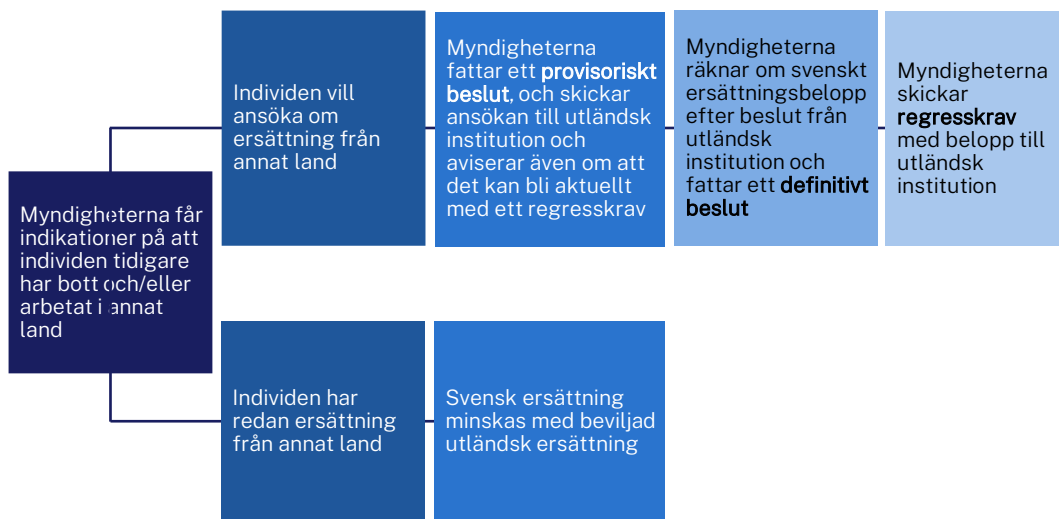 Myndigheterna får
indikationer på att
individen tidigare
har bott och/eller
arbetat i annat
land
Individen vill
ansöka om
ersättning från
annat land
Myndigheterna
fattar ett provisoriskt
beslut, och skickar
ansökan till utländsk
institution och
aviserar även om att
det kan bli aktuellt
med ett regresskrav
Myndigheterna
räknar om svenskt
ersättningsbelopp
efter beslut från
utländsk
institution och
fattar ett definitivt
beslut
Myndigheterna
skickar
regresskrav
med belopp till
utländsk
institution
Individen har
redan ersättning
från annat land
Svensk ersättning
minskas med beviljad
utländsk ersättning